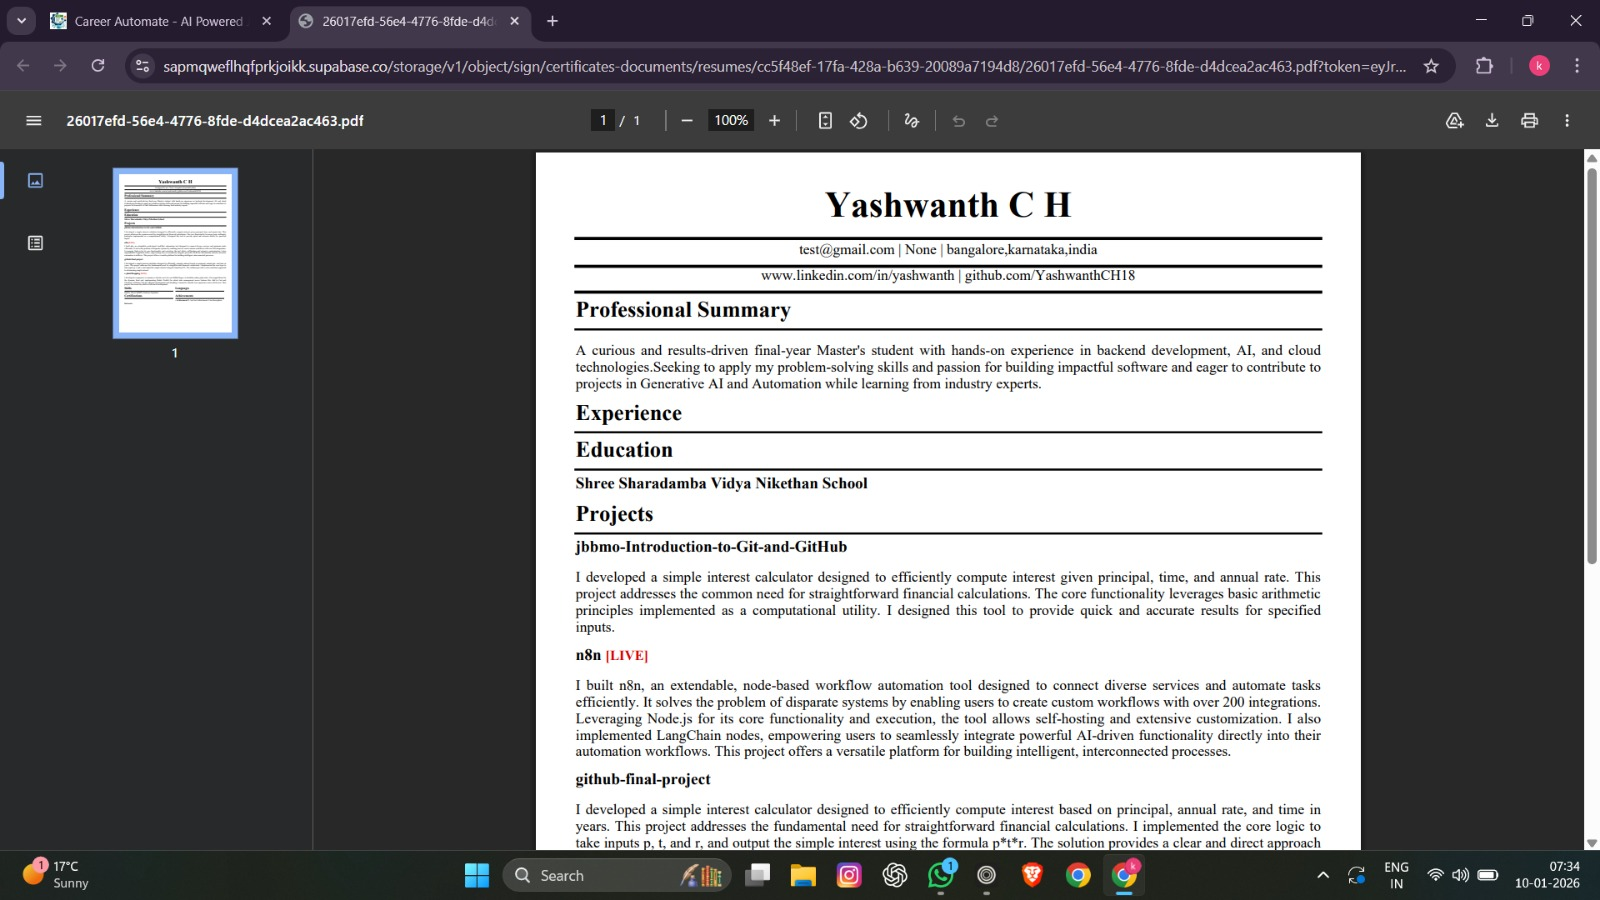 Career Automate - AI Powered
26017efd-56e4-4776-8fde-d4dc
sapmqweflhqfprkjoikk.supabase.co/storage/v1/object/sign/certificates-documents/resumes/cc5f48ef-17fa-428a-b639-20089a7194d8/26017efd-56e4-4776-8fde-d4dcea2ac463.pdf?token=eyJr...
k
26017efd-56e4-4776-8fde-d4dcea2ac463.pdf
1 / 1
100%
1
Yashwanth C H
test@gmail.com | None | bangalore,karnataka,india
www.linkedin.com/in/yashwanth | github.com/YashwanthCH18
Professional Summary
A curious and results-driven final-year Master's student with hands-on experience in backend development, AI, and cloud
technologies.Seeking to apply my problem-solving skills and passion for building impactful software and eager to contribute to
projects in Generative AI and Automation while learning from industry experts.
Experience
Education
Shree Sharadamba Vidya Nikethan School
Projects
jbbmo-Introduction-to-Git-and-GitHub
I developed a simple interest calculator designed to efficiently compute interest given principal, time, and annual rate. This
project addresses the common need for straightforward financial calculations. The core functionality leverages basic arithmetic
principles implemented as a computational utility. I designed this tool to provide quick and accurate results for specified
inputs.
n8n [LIVE]
I built n8n, an extendable, node-based workflow automation tool designed to connect diverse services and automate tasks
efficiently. It solves the problem of disparate systems by enabling users to create custom workflows with over 200 integrations.
Leveraging Node.js for its core functionality and execution, the tool allows self-hosting and extensive customization. I also
implemented LangChain nodes, empowering users to seamlessly integrate powerful AI-driven functionality directly into their
automation workflows. This project offers a versatile platform for building intelligent, interconnected processes.
github-final-project
I developed a simple interest calculator designed to efficiently compute interest based on principal, annual rate, and time in
years. This project addresses the fundamental need for straightforward financial calculations. I implemented the core logic to
take inputs p, t, and r, and output the simple interest using the formula p*t*r. The solution provides a clear and direct approach
1
17°C
Sunny
Search
1
k
ENG
IN
07:34
10-01-2026